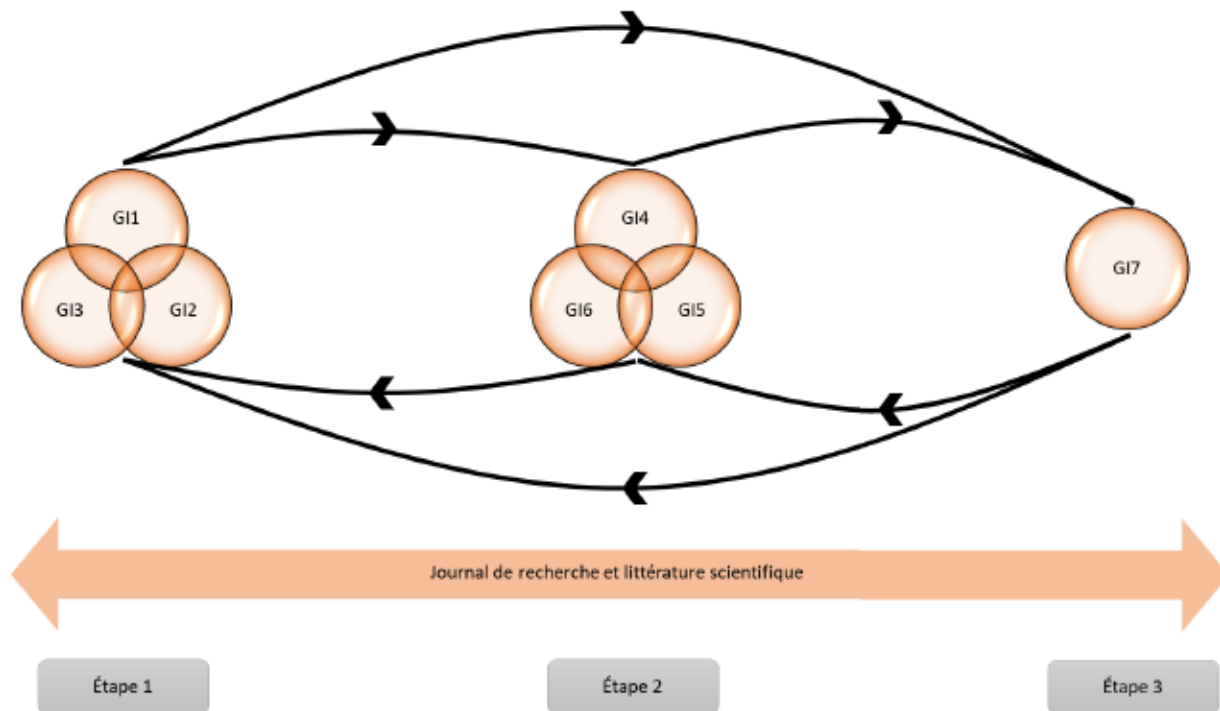 GI1
GI3
GI2
GI4
GI6
GI5
GI7
Journal de recherche et littérature scientifique
Étape 1
Étape 2
Étape 3